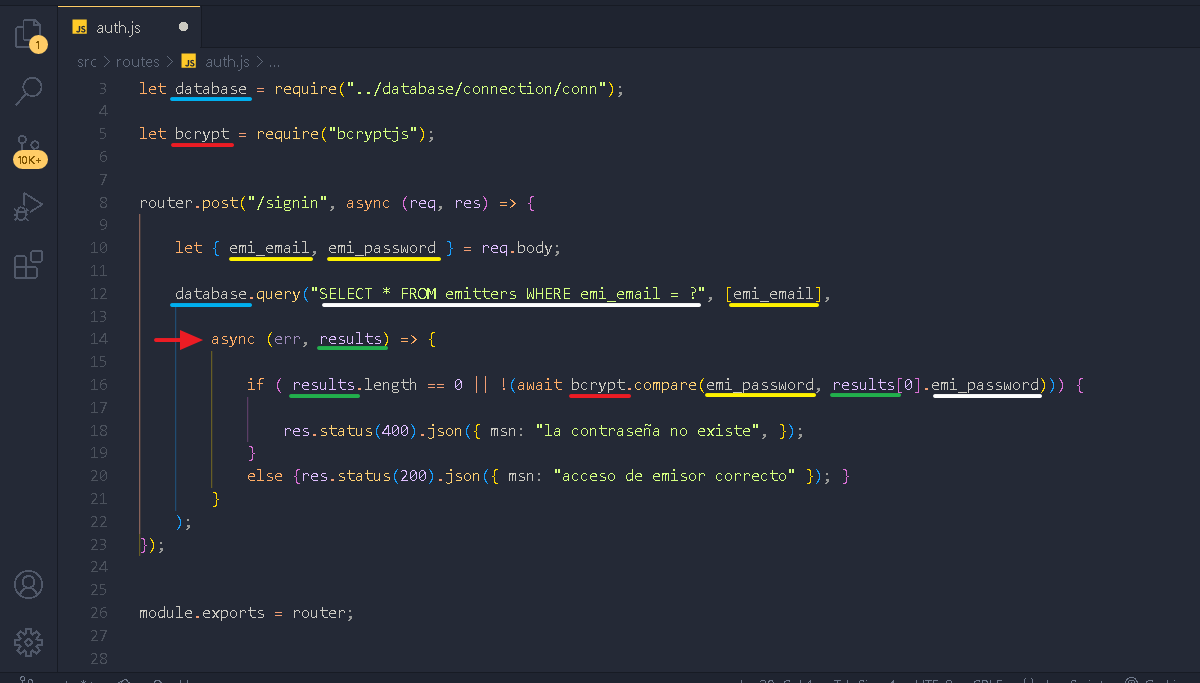 JS auth.js
1
src > routes > JS auth.js > ...
3 let database = require("../database/connection/conn");
4
5 let bcrypt = require("bcryptjs");
6
10K+
7
8 router.post("/signin", async (req, res) => {
9
10 let { emi_email, emi_password } = req.body;
11
12 database.query("SELECT * FROM emitters WHERE emi_email = ?", [emi_email],
13
14 async (err, results) => {
15
16 if ( results.length == 0 || !(await bcrypt.compare(emi_password, results[0].emi_password))) {
17
18 res.status(400).json({ msn: "la contraseña no existe", });
19 }
20 else {res.status(200).json({ msn: "acceso de emisor correcto" }); }
21 }
22 );
23 });
24
25
26 module.exports = router;
27
28